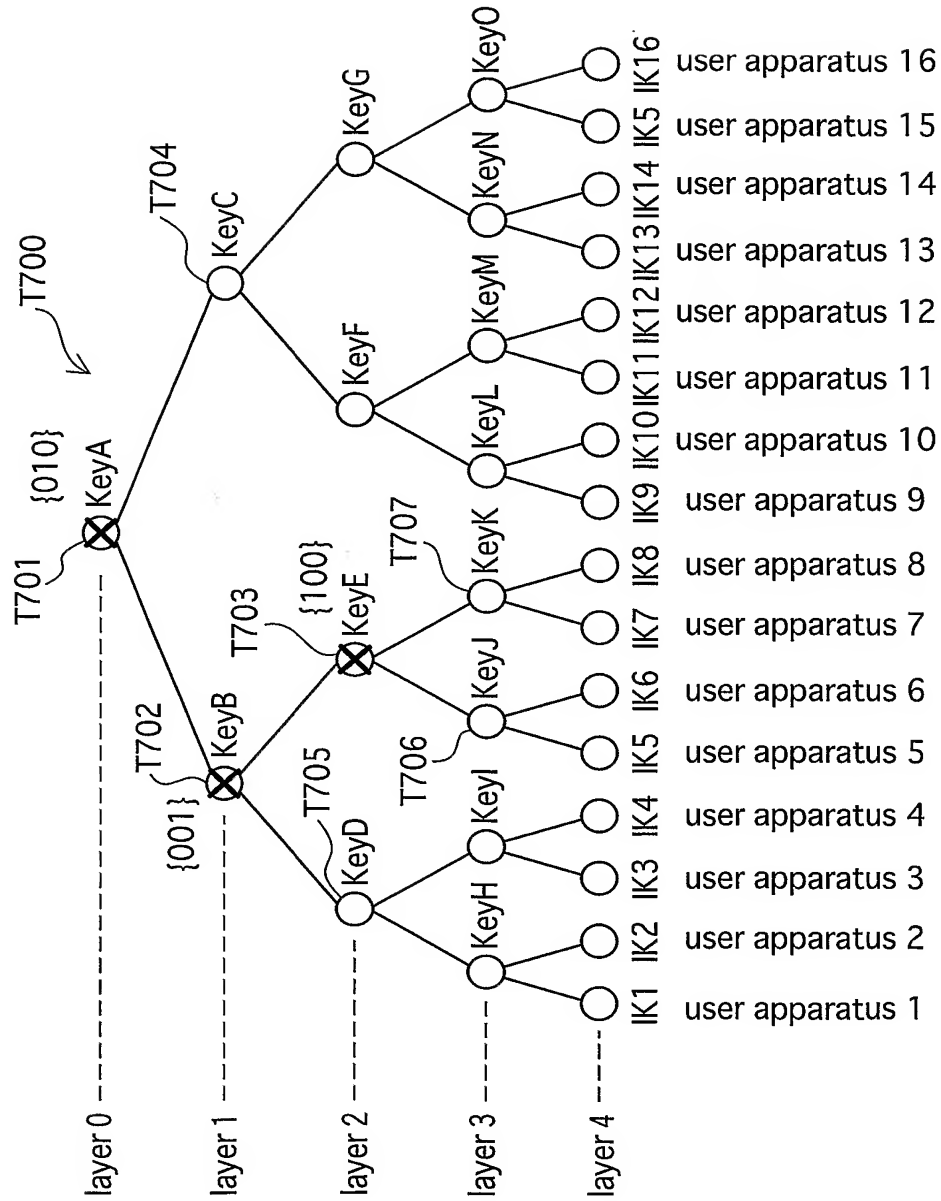 T700
T701
{010}
KeyA
layer 0
T702
{001}
KeyB
T704
KeyC
layer 1
T705
KeyD
T703
{100}
KeyE
KeyF
KeyG
layer 2
KeyH
KeyI
T706
KeyJ
T707
KeyK
KeyL
KeyM
KeyN
KeyO
layer 3
layer 4
IK1
IK2
IK3
IK4
IK5
IK6
IK7
IK8
IK9
IK10
IK11
IK12
IK13
IK14
IK5
IK16
user apparatus 1
user apparatus 2
user apparatus 3
user apparatus 4
user apparatus 5
user apparatus 6
user apparatus 7
user apparatus 8
user apparatus 9
user apparatus 10
user apparatus 11
user apparatus 12
user apparatus 13
user apparatus 14
user apparatus 15
user apparatus 16